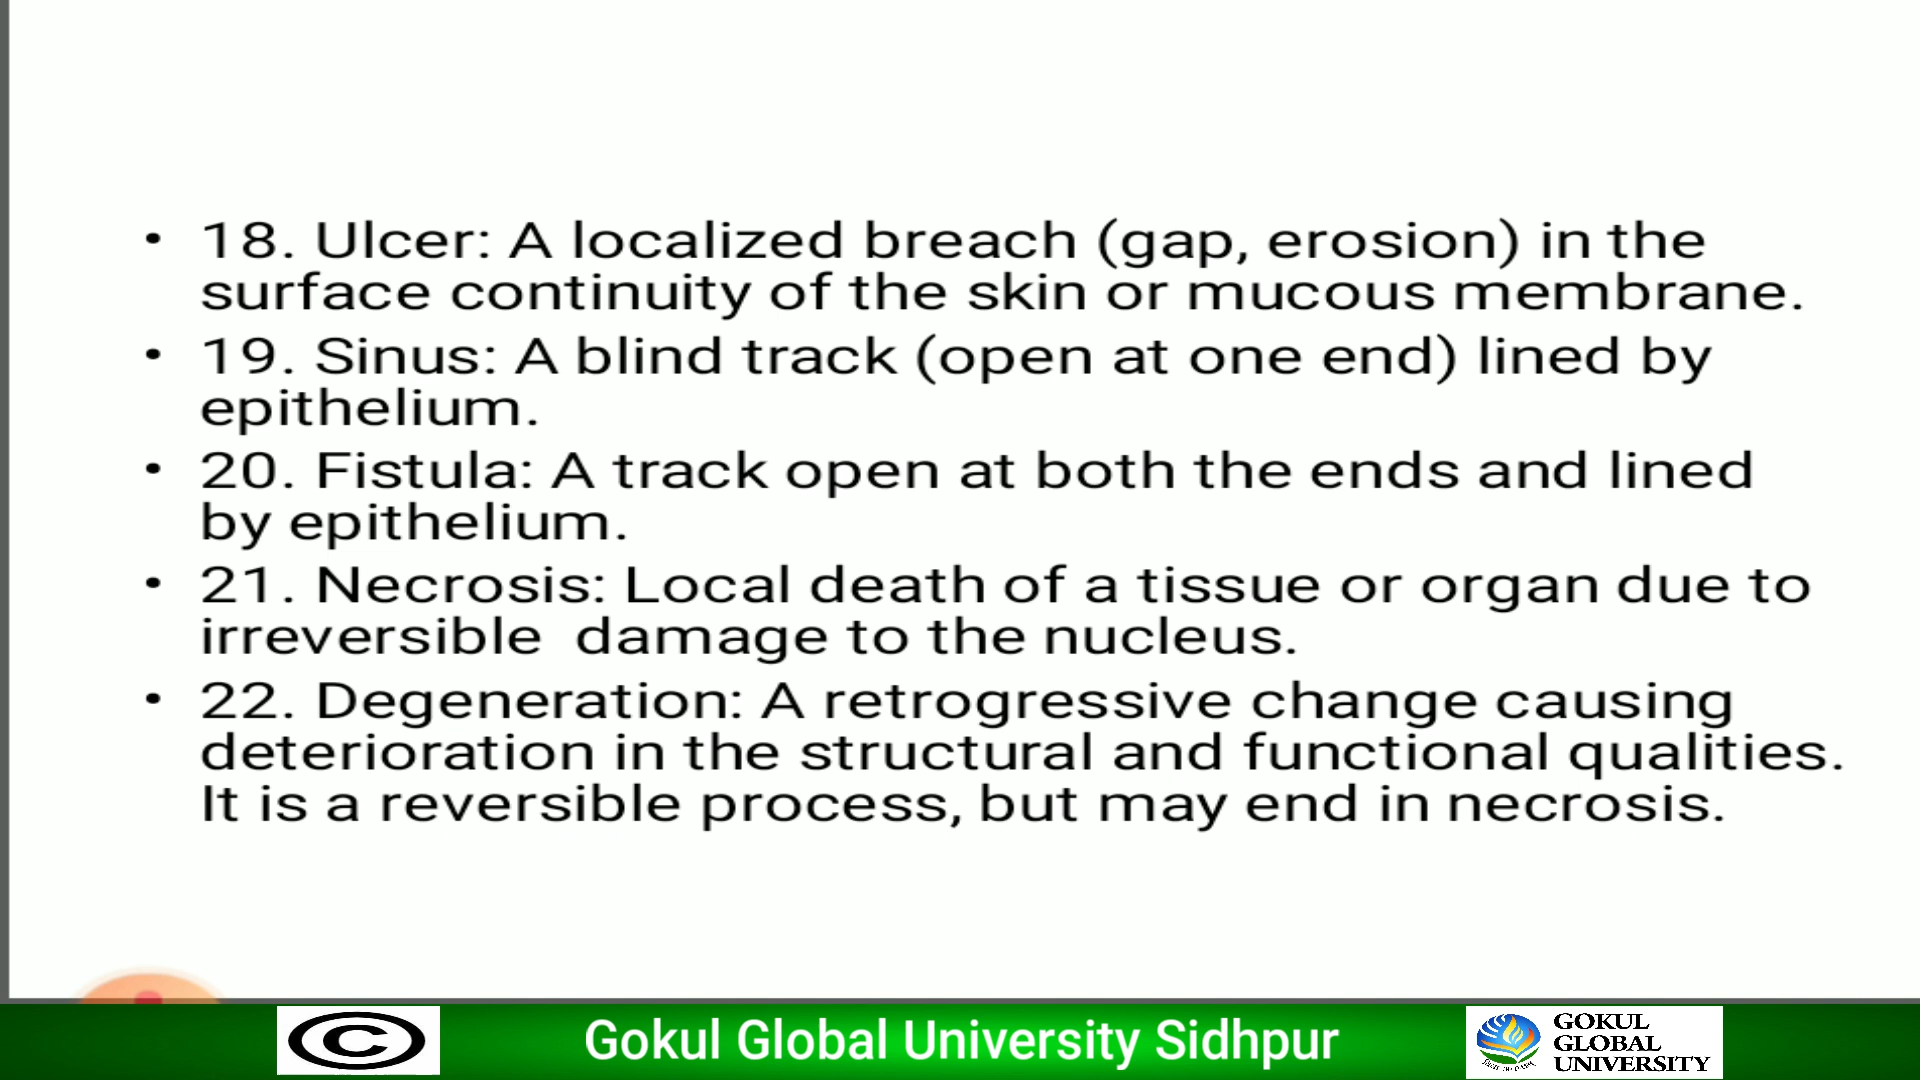 • 18. Ulcer: A localized breach (gap, erosion) in the
surface continuity of the skin or mucous membrane.
• 19. Sinus: A blind track (open at one end) lined by
epithelium.
• 20. Fistula: A track open at both the ends and lined
by epithelium.
• 21. Necrosis: Local death of a tissue or organ due to
irreversible  damage to the nucleus.
• 22. Degeneration: A retrogressive change causing
deterioration in the structural and functional qualities.
It is a reversible process, but may end in necrosis.
©
Gokul Global University Sidhpur
GOKUL
GLOBAL
UNIVERSITY